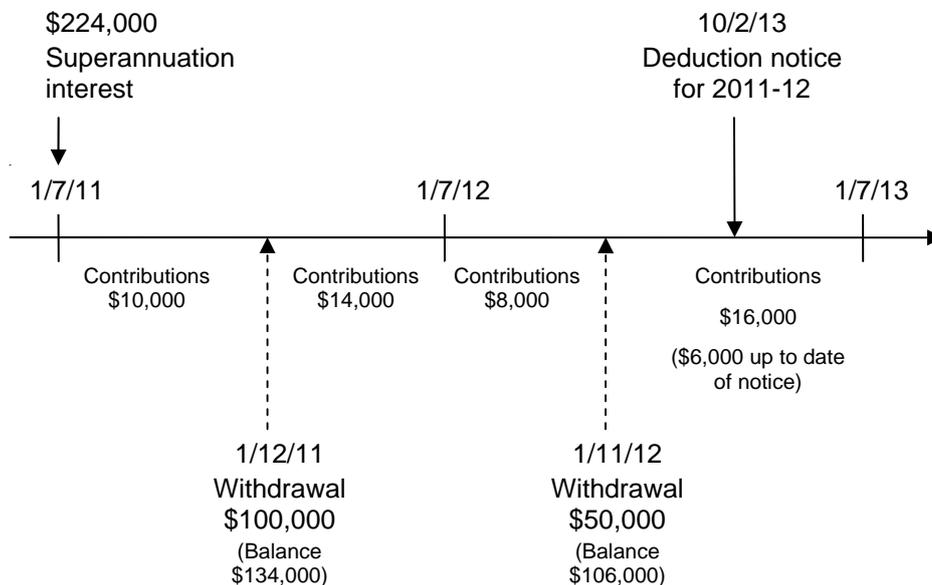 $224,000
Superannuation
interest
10/2/13
Deduction notice
for 2011-12
1/7/11
1/7/12
1/7/13
Contributions
$10,000
Contributions
$14,000
Contributions
$8,000
Contributions
$16,000
($6,000 up to date
of notice)
1/12/11
Withdrawal
$100,000
(Balance
$134,000)
1/11/12
Withdrawal
$50,000
(Balance
$106,000)